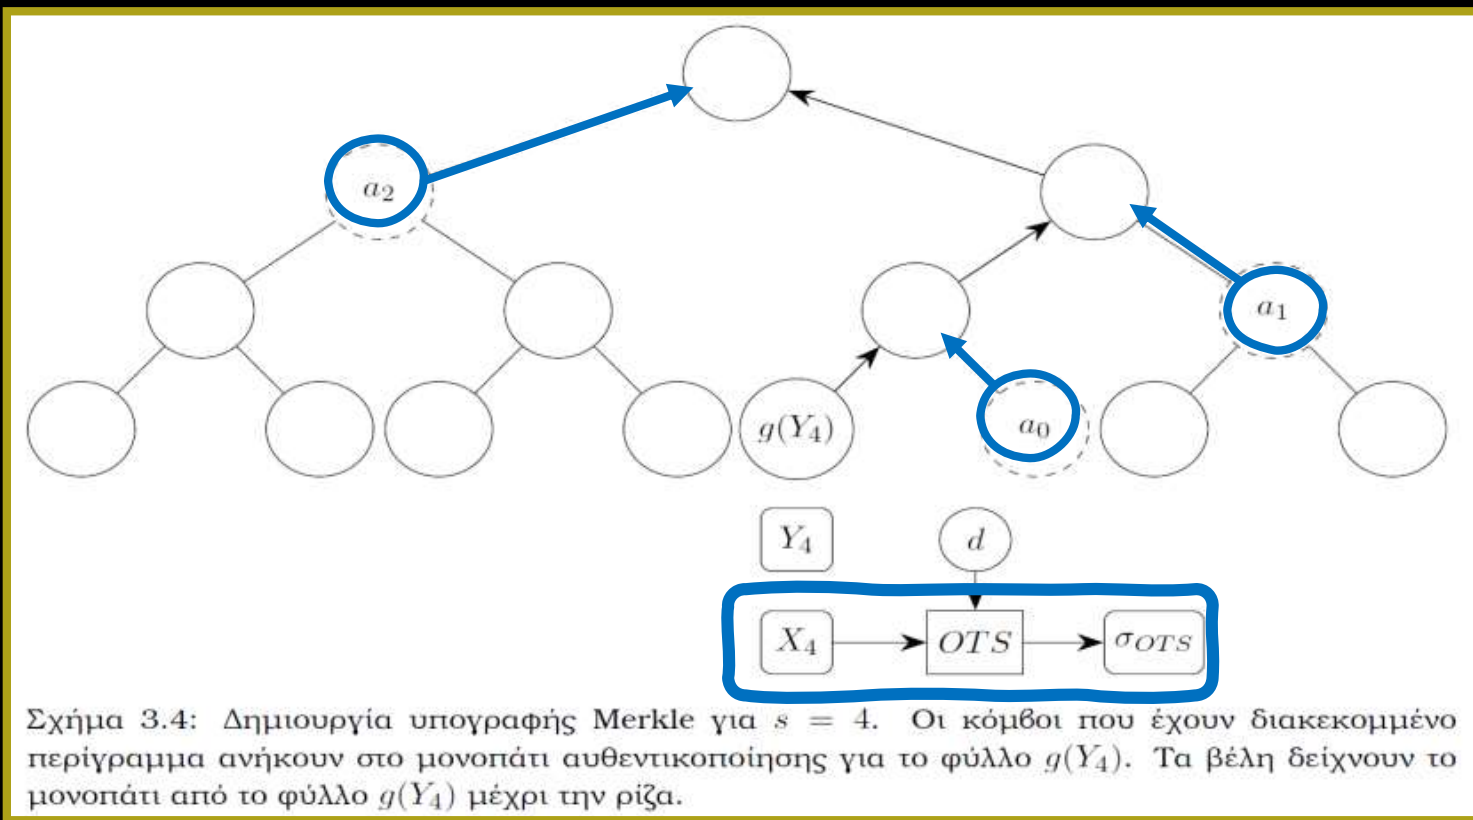 a₂
a₁
g(Y₄)
a₀
Y₄
d
X₄
OTS
σ_OTS
Σχήμα 3.4: Δημιουργία υπογραφής Merkle για s = 4. Οι κόμβοι που έχουν διακεκομμένο
περίγραμμα ανήκουν στο μονοπάτι αυθεντικοποίησης για το φύλλο g(Y₄). Τα βέλη δείχνουν το
μονοπάτι από το φύλλο g(Y₄) μέχρι την ρίζα.